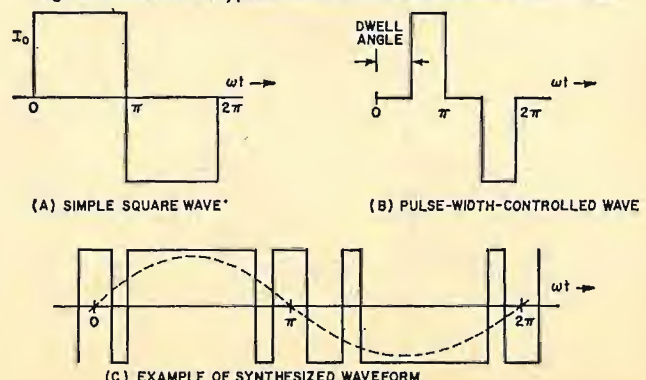 I₀
ωt →
0
π
2π
(A) SIMPLE SQUARE WAVE
DWELL
ANGLE
ωt →
0
π
2π
(B) PULSE-WIDTH-CONTROLLED WAVE
ωt →
0
π
2π
(C) EXAMPLE OF SYNTHESIZED WAVEFORM